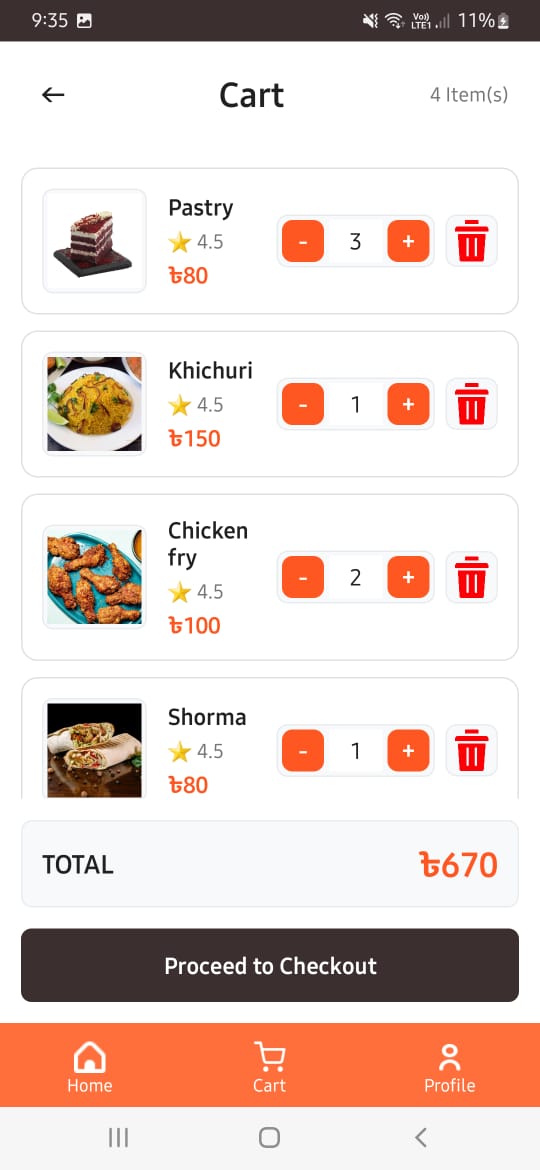 9:35
Vo)) LTE1 11%
Cart
4 Item(s)
Pastry
4.5
৳80
- 3 +
Khichuri
4.5
৳150
- 1 +
Chicken
fry
4.5
৳100
- 2 +
Shorma
4.5
৳80
- 1 +
TOTAL
৳670
Proceed to Checkout
Home
Cart
Profile